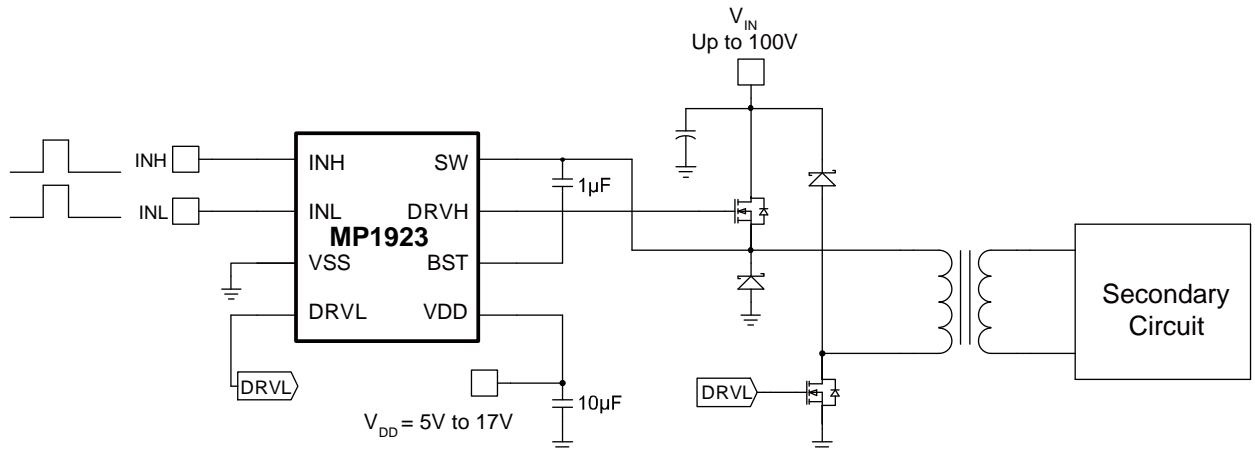 V_IN
Up to 100V
INH
INH
SW
1µF
INL
INL
DRVH
MP1923
VSS
BST
DRVL
VDD
Secondary
Circuit
DRVL
10µF
DRVL
V_DD = 5V to 17V